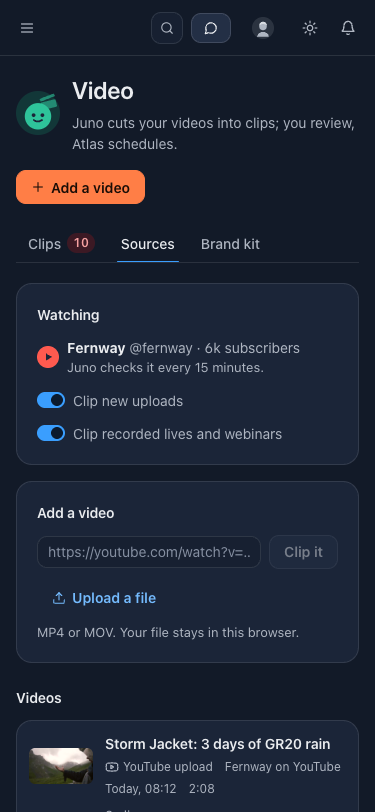 Video
Juno cuts your videos into clips; you review,
Atlas schedules.
+ Add a video
Clips 10 Sources Brand kit
Watching
Fernway @fernway · 6k subscribers
Juno checks it every 15 minutes.
Clip new uploads
Clip recorded lives and webinars
Add a video
https://youtube.com/watch?v=.. Clip it
Upload a file
MP4 or MOV. Your file stays in this browser.
Videos
Storm Jacket: 3 days of GR20 rain
YouTube upload Fernway on YouTube
Today, 08:12 2:08